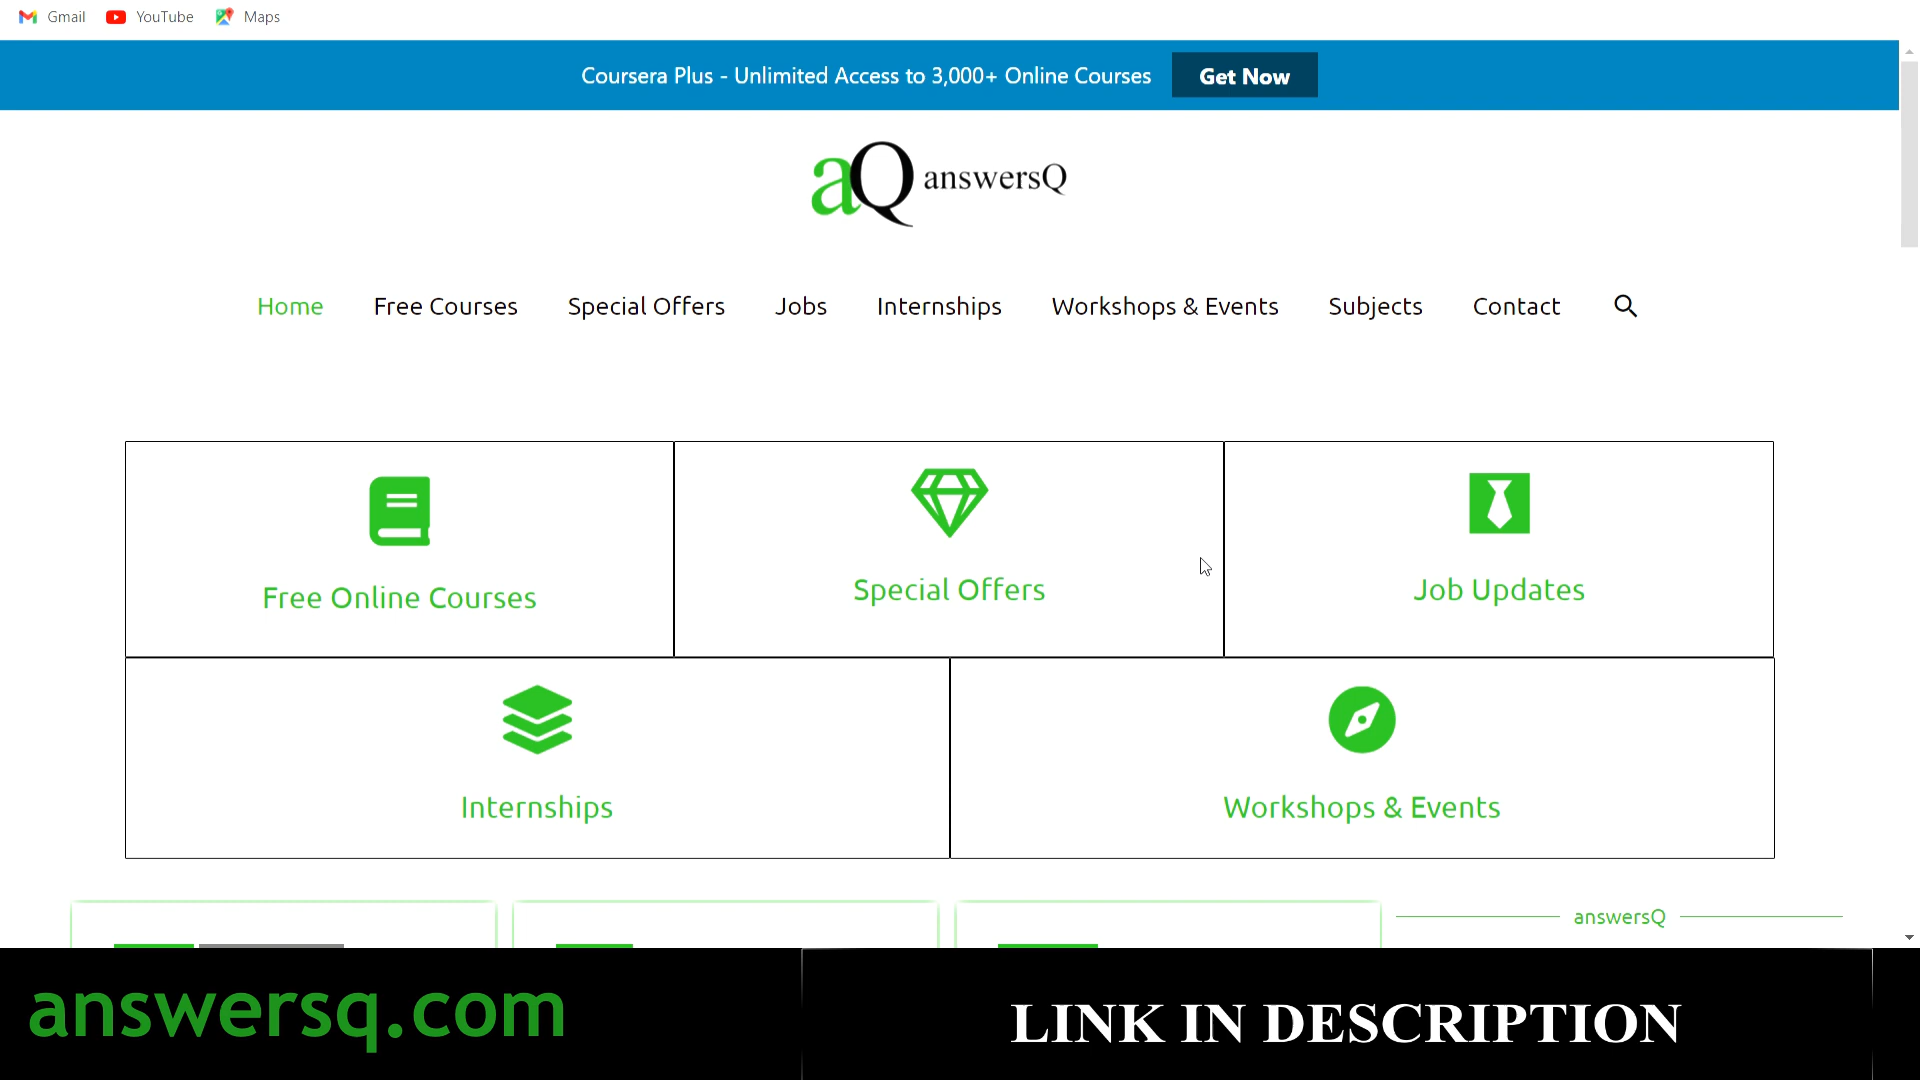 Gmail YouTube Maps
Coursera Plus - Unlimited Access to 3,000+ Online Courses Get Now
aQ answersQ
Home Free Courses Special Offers Jobs Internships Workshops & Events Subjects Contact
Free Online Courses Special Offers Job Updates
Internships Workshops & Events
answersQ
answersq.com LINK IN DESCRIPTION